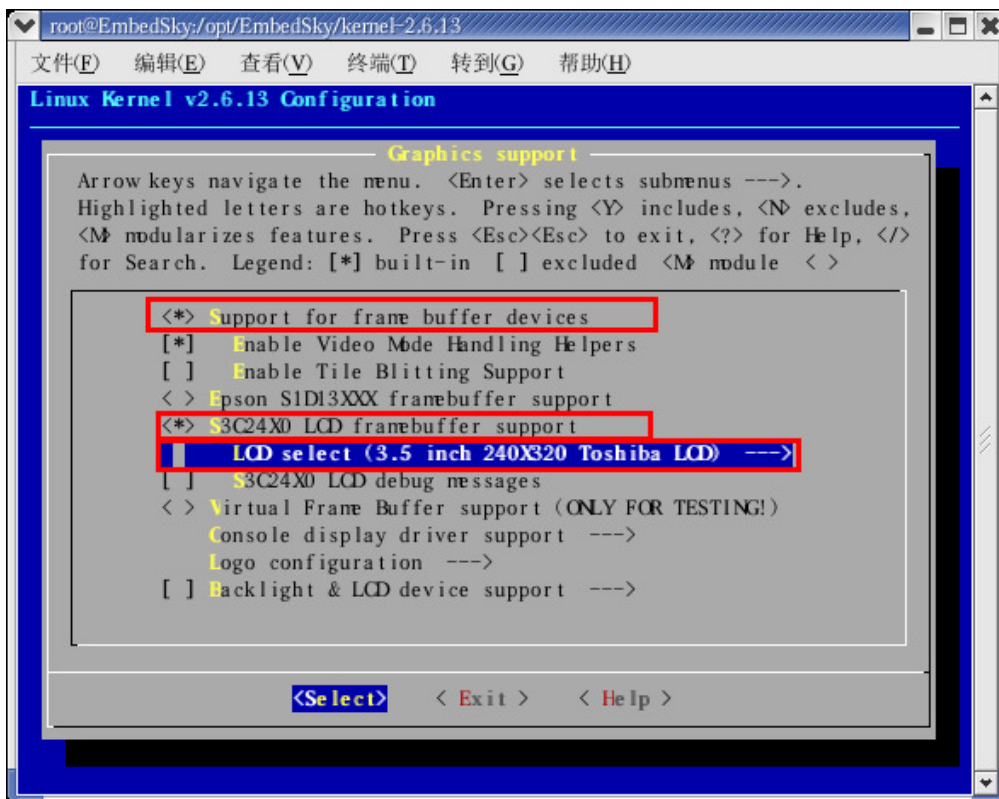 root@EmbedSky:/opt/EmbedSky/kernel-2.6.13
文件(F) 编辑(E) 查看(V) 终端(T) 转到(G) 帮助(H)
Linux Kernel v2.6.13 Configuration
Graphics support
Arrow keys navigate the menu. <Enter> selects submenus --->.
Highlighted letters are hotkeys. Pressing <Y> includes, <N> excludes,
<M> modularizes features. Press <Esc><Esc> to exit, <?> for Help, </>
for Search. Legend: [*] built-in [ ] excluded <M> module < >
<*> Support for frame buffer devices
[*] Enable Video Mode Handling Helpers
[ ] Enable Tile Blitting Support
< > Epson S1D13XXX framebuffer support
<*> S3C24X0 LCD framebuffer support
LCD select (3.5 inch 240X320 Toshiba LCD) --->
[ ] S3C24X0 LCD debug messages
< > Virtual Frame Buffer support (ONLY FOR TESTING!)
Console display driver support --->
Logo configuration --->
[ ] Backlight & LCD device support --->
<Select> < Exit > < Help >